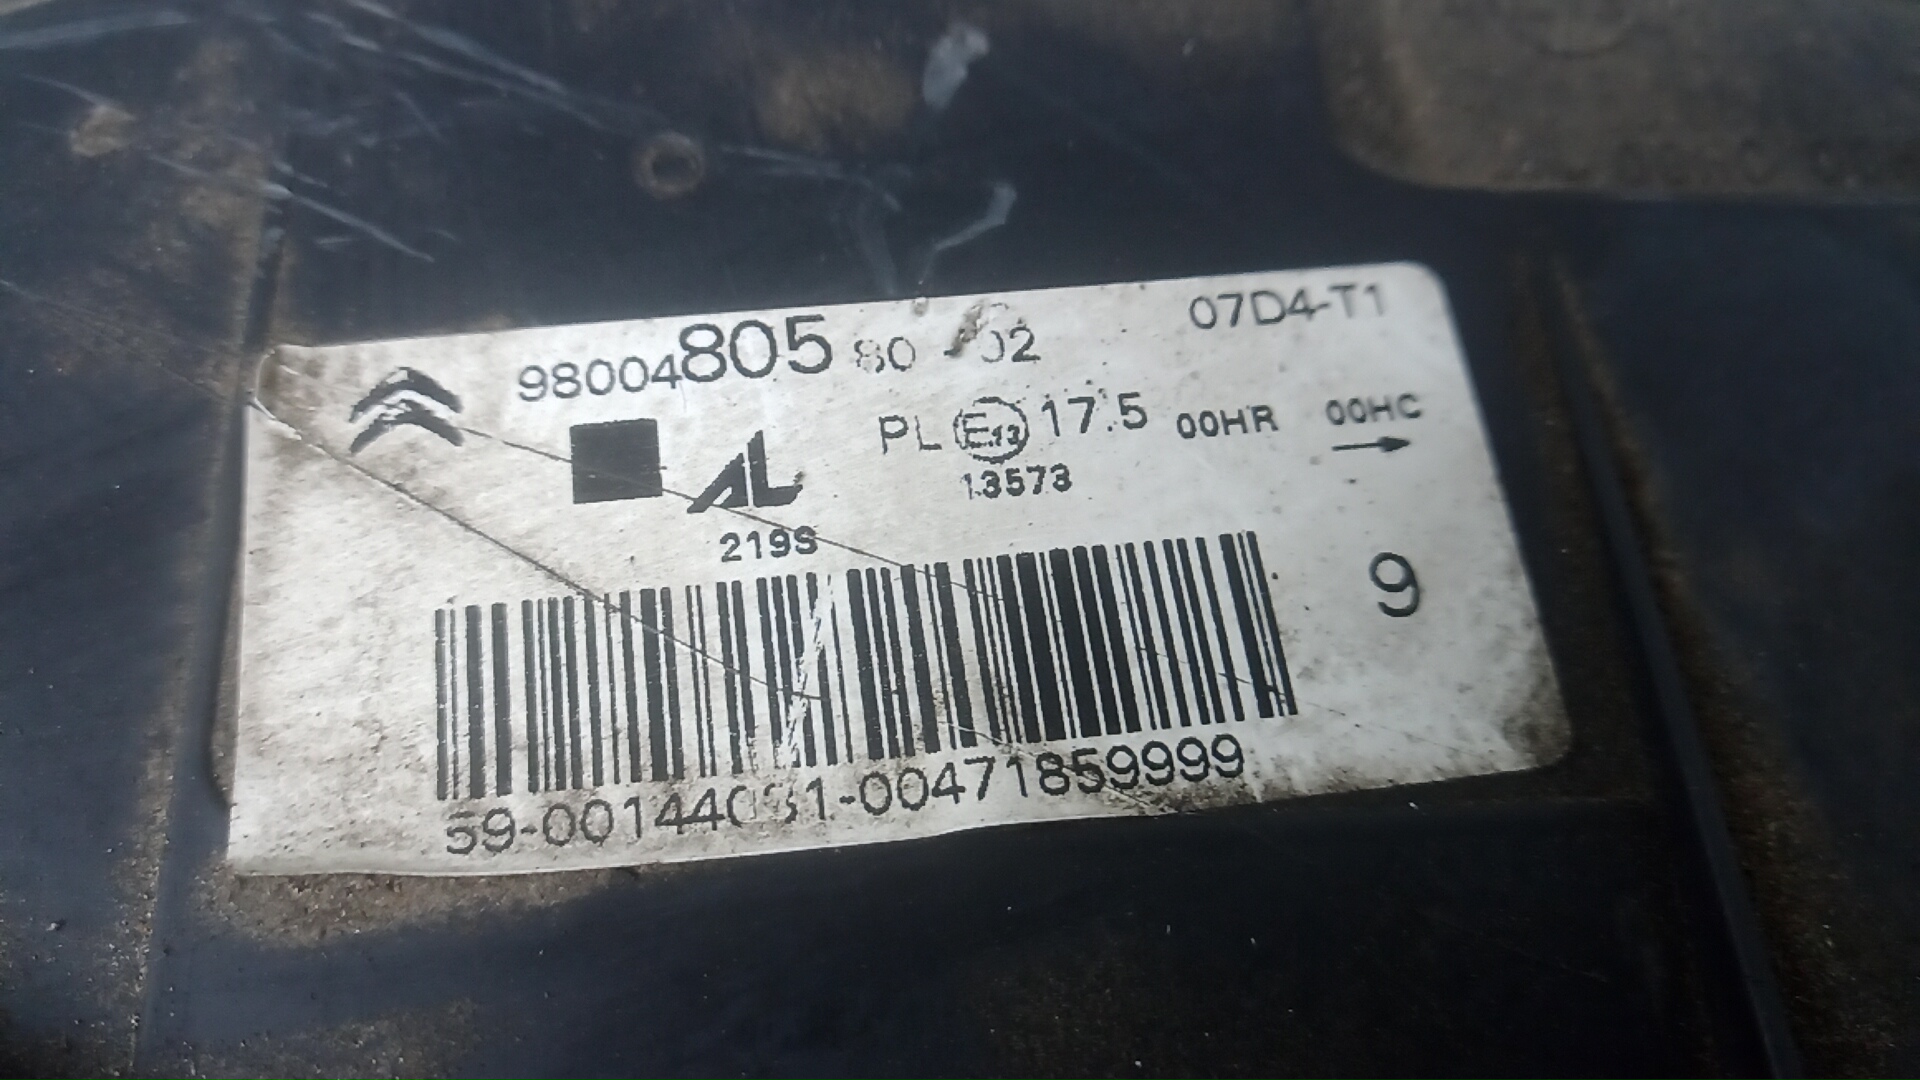 9800480580-02 07D4-T1
PL E13 17.5 00HR 00HC
13573
AL
219S
9
59-00144031-00471859999